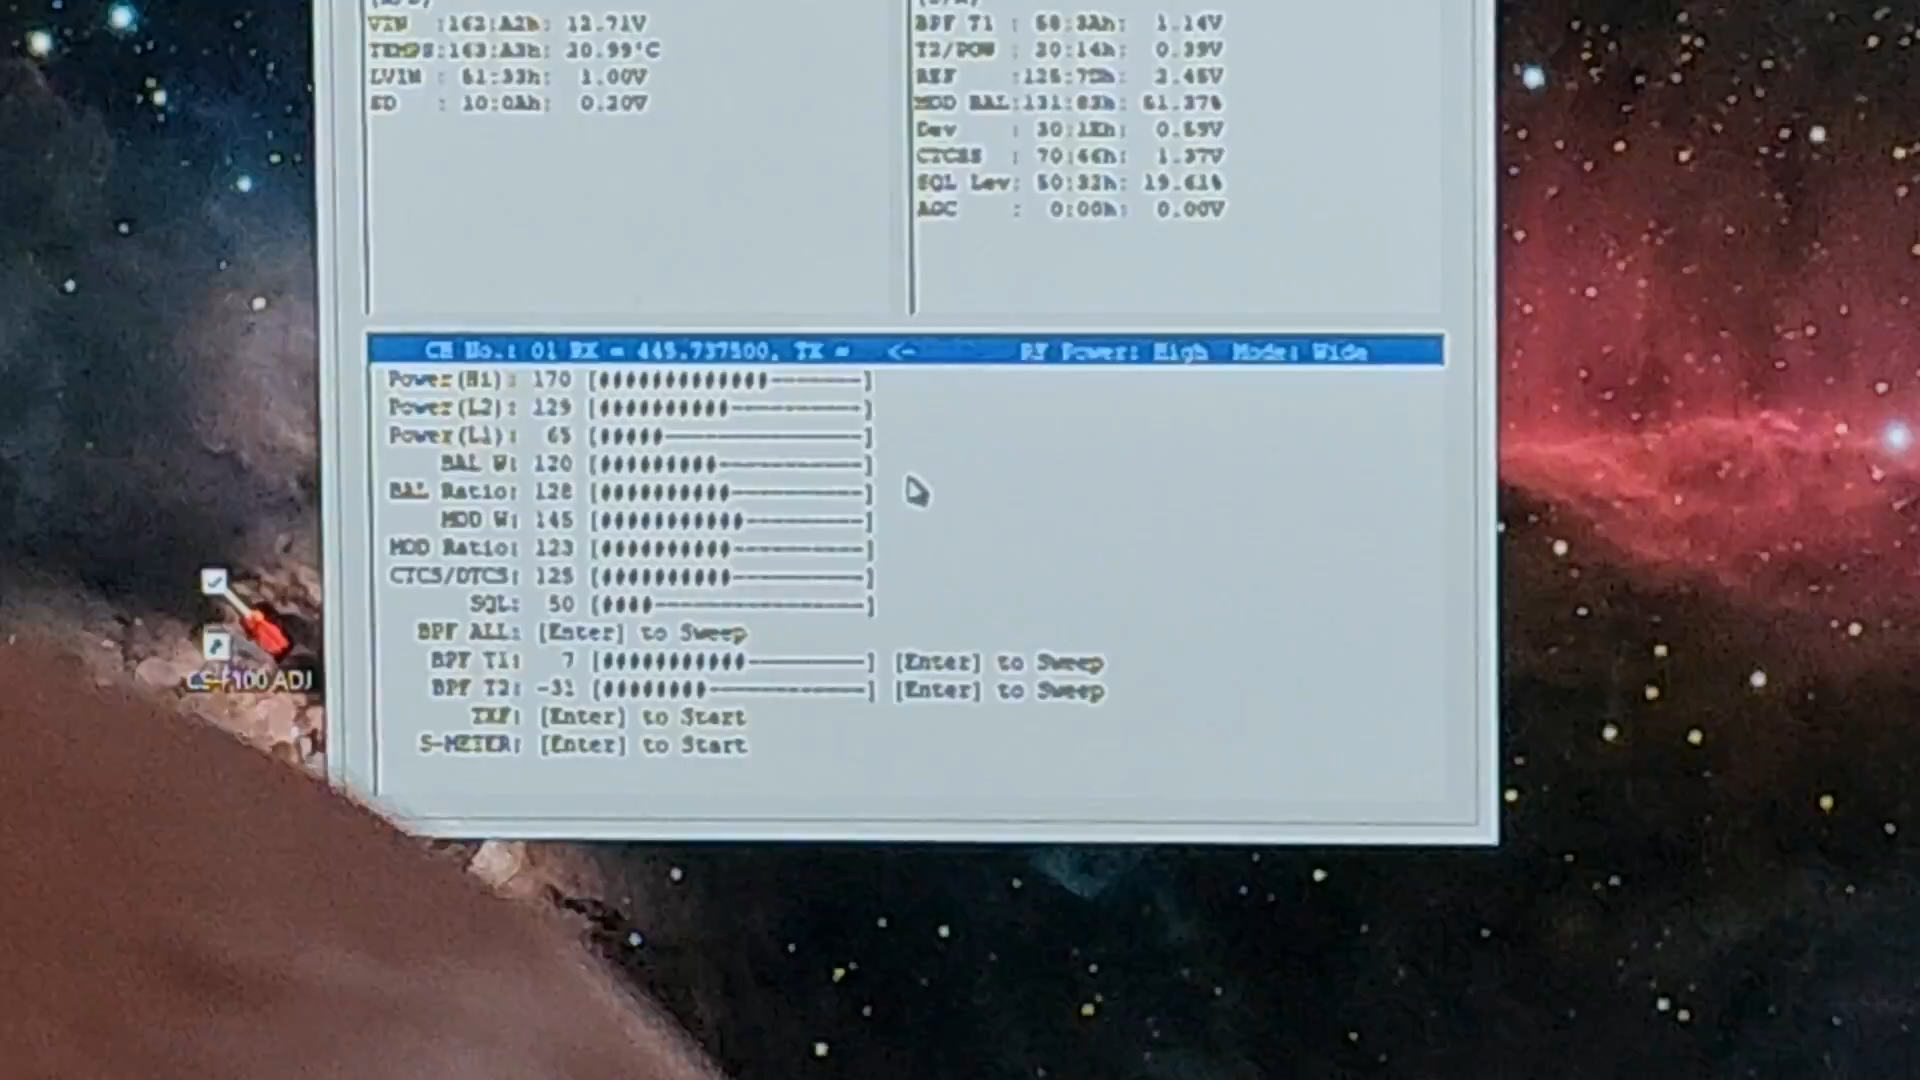 VIN :162:A2h: 12.71V
TEMPS:163:A3h: 20.99'C
LVIN : 51:33h: 1.00V
SD : 10:0Ah: 0.20V
BPF T1 : 58:3Ah: 1.14V
T2/POW : 20:14h: 0.39V
REF :125:7Dh: 2.45V
MOD BAL:131:83h: 51.37%
Dev : 30:1Eh: 0.59V
CTCSS : 70:46h: 1.37V
SQL Lev: 50:32h: 19.61%
AGC : 0:00h: 0.00V
CH No.: 01 RX = 445.737500, TX = <- RF Power: High Mode: Wide
Power(Hi): 170 [||||||||||||| -------]
Power(L2): 129 [||||||||||----------]
Power(L1): 65 [|||||---------------]
BAL W: 120 [|||||||||-----------]
BAL Ratio: 128 [||||||||||----------]
MOD W: 145 [|||||||||||---------]
MOD Ratio: 123 [||||||||||----------]
CTCS/DTCS: 125 [||||||||||----------]
SQL: 50 [||||----------------]
BPF ALL: [Enter] to Sweep
BPF T1: 7 [|||||||||||---------] [Enter] to Sweep
BPF T2: -31 [||||||||------------] [Enter] to Sweep
TXF: [Enter] to Start
S-METER: [Enter] to Start
CS-F100 ADJ